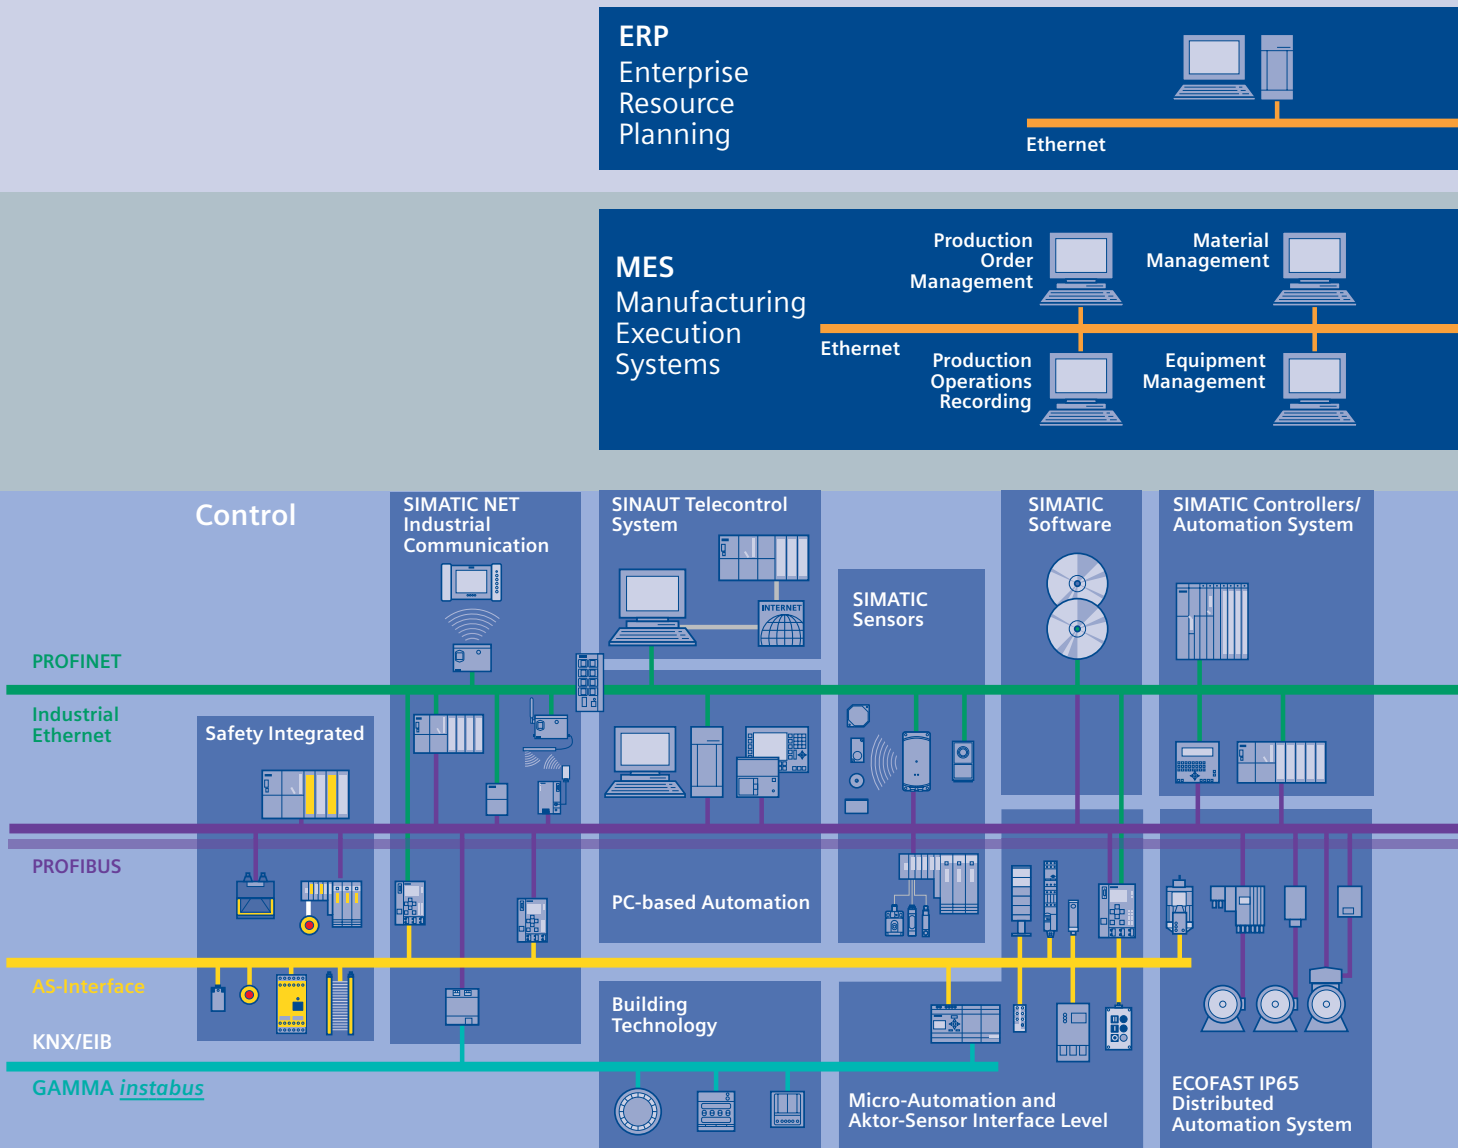 ERP
Enterprise
Resource
Planning
Ethernet
MES
Manufacturing
Execution
Systems
Ethernet
Production
Order
Management
Material
Management
Production
Operations
Recording
Equipment
Management
Control
SIMATIC NET
Industrial
Communication
SINAUT Telecontrol
System
INTERNET
SIMATIC
Sensors
SIMATIC
Software
SIMATIC Controllers/
Automation System
PROFINET
Industrial
Ethernet
Safety Integrated
PROFIBUS
PC-based Automation
AS-Interface
Building
Technology
KNX/EIB
GAMMA instabus
Micro-Automation and
Aktor-Sensor Interface Level
ECOFAST IP65
Distributed
Automation System